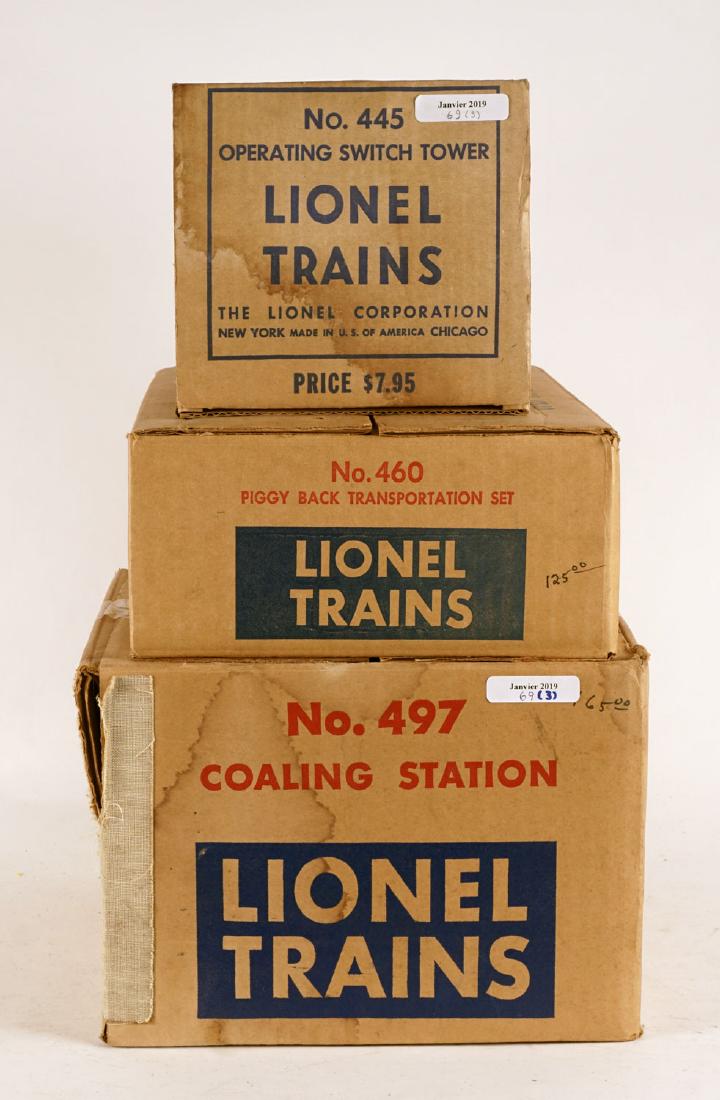 Janvier 2019
69 (3)
No. 445
OPERATING SWITCH TOWER
LIONEL
TRAINS
THE LIONEL CORPORATION
NEW YORK MADE IN U.S. OF AMERICA CHICAGO
PRICE $7.95
No. 460
PIGGY BACK TRANSPORTATION SET
LIONEL
TRAINS
125.00
Janvier 2019
69 (3)
165.00
No. 497
COALING STATION
LIONEL
TRAINS